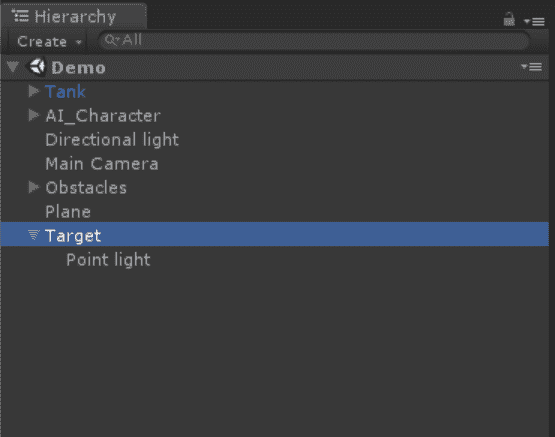 Hierarchy
Create All
Demo
Tank
AI_Character
Directional light
Main Camera
Obstacles
Plane
Target
Point light